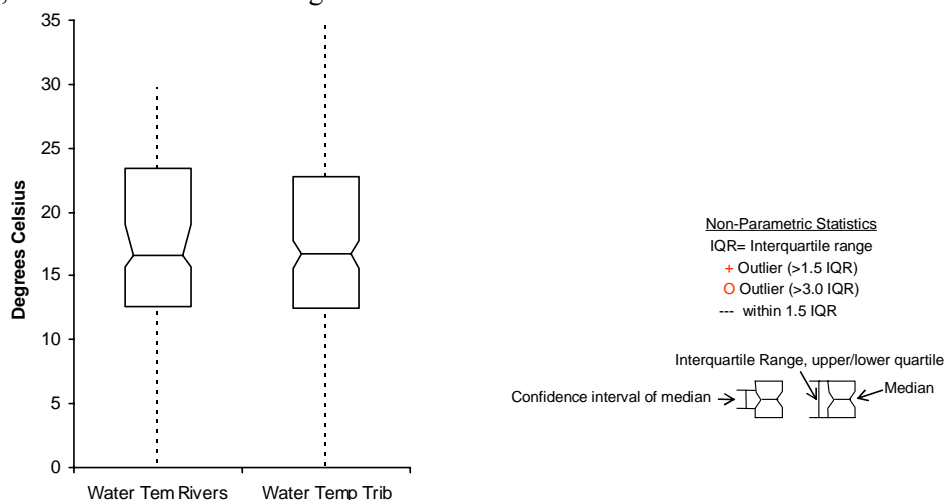 35
30
25
20
15
10
5
0
Degrees Celsius
Water Tem Rivers
Water Temp Trib
Non-Parametric Statistics
IQR= Interquartile range
+ Outlier (>1.5 IQR)
O Outlier (>3.0 IQR)
--- within 1.5 IQR
Interquartile Range, upper/lower quartile
Confidence interval of median
Median